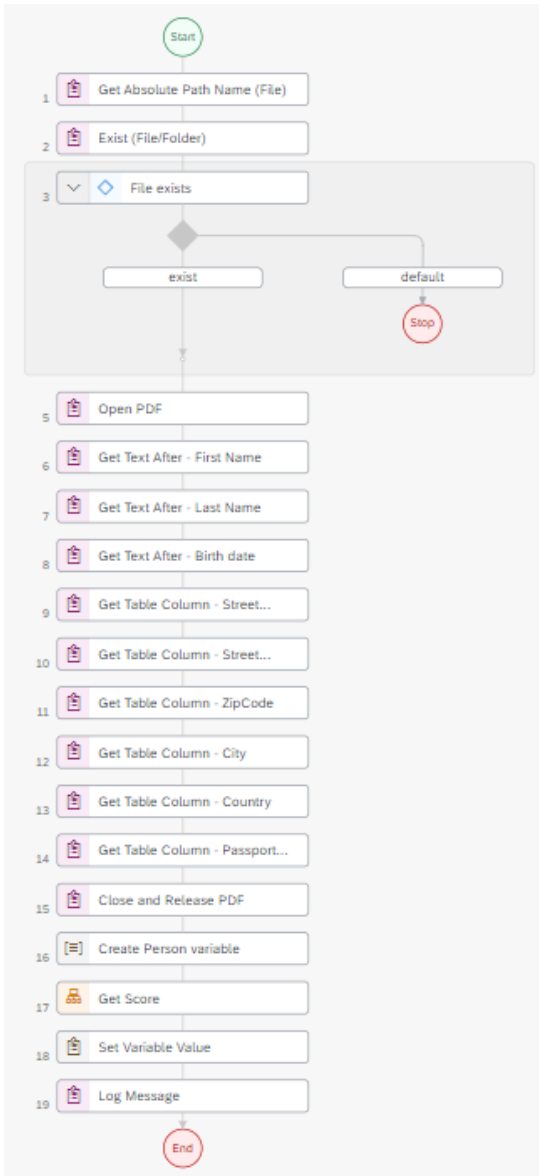 Start
1 Get Absolute Path Name (File)
2 Exist (File/Folder)
3 File exists
exist default
Stop
5 Open PDF
6 Get Text After - First Name
7 Get Text After - Last Name
8 Get Text After - Birth date
9 Get Table Column - Street...
10 Get Table Column - Street...
11 Get Table Column - ZipCode
12 Get Table Column - City
13 Get Table Column - Country
14 Get Table Column - Passport...
15 Close and Release PDF
16 Create Person variable
17 Get Score
18 Set Variable Value
19 Log Message
End